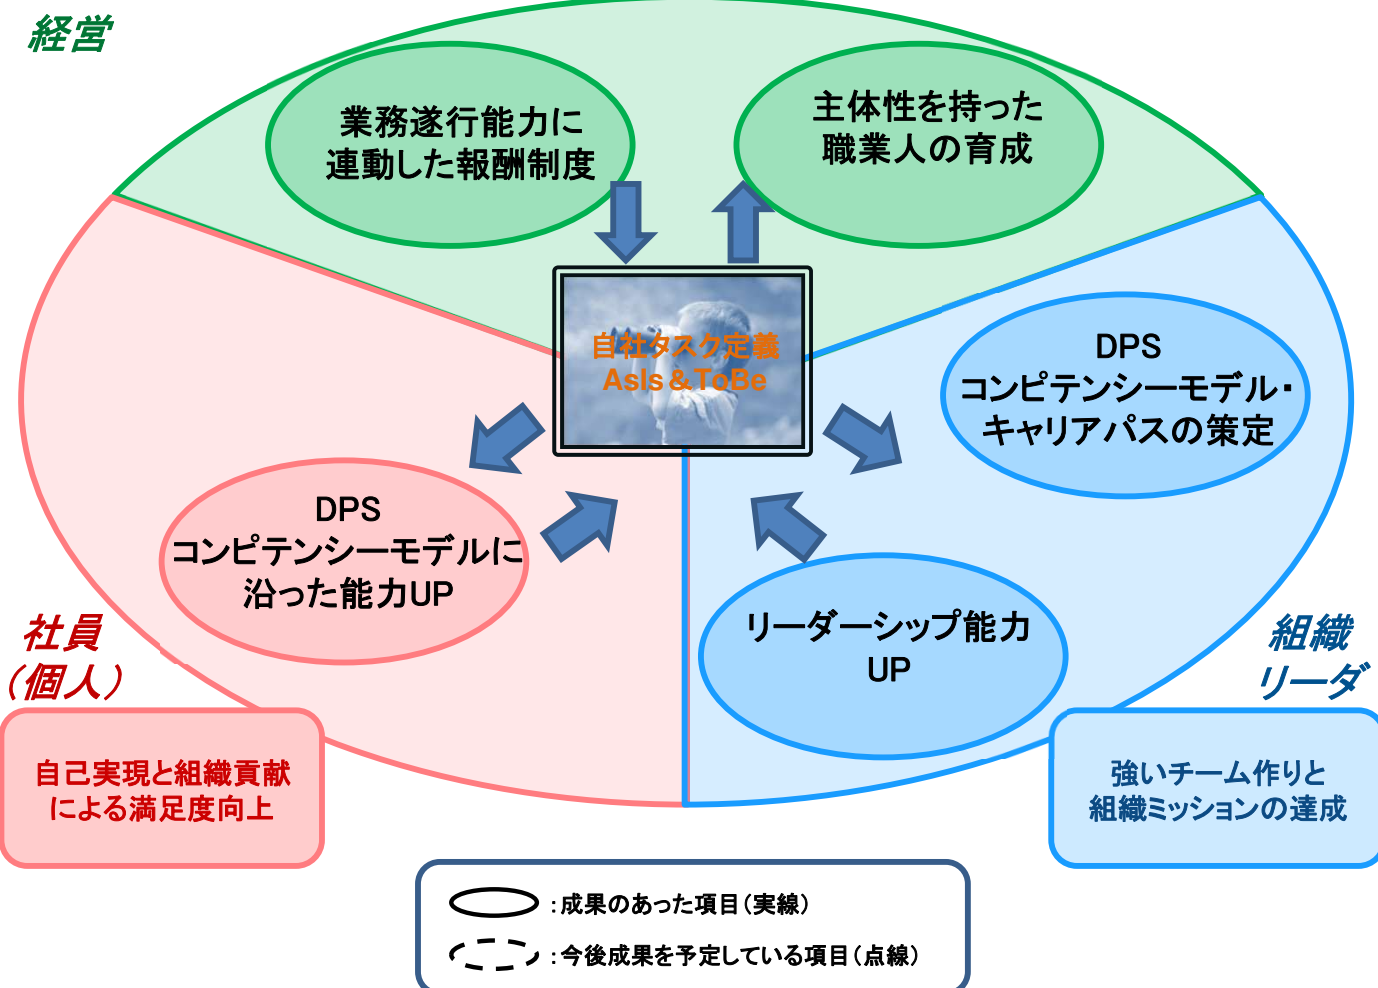 経営
業務遂行能力に
連動した報酬制度
主体性を持った
職業人の育成
自社タスク定義
AsIs＆ToBe
DPS
コンピテンシーモデル・
キャリアパスの策定
DPS
コンピテンシーモデルに
沿った能力UP
リーダーシップ能力
UP
社員
（個人）
組織
リーダ
自己実現と組織貢献
による満足度向上
強いチーム作りと
組織ミッションの達成
：成果のあった項目（実線）
：今後成果を予定している項目（点線）